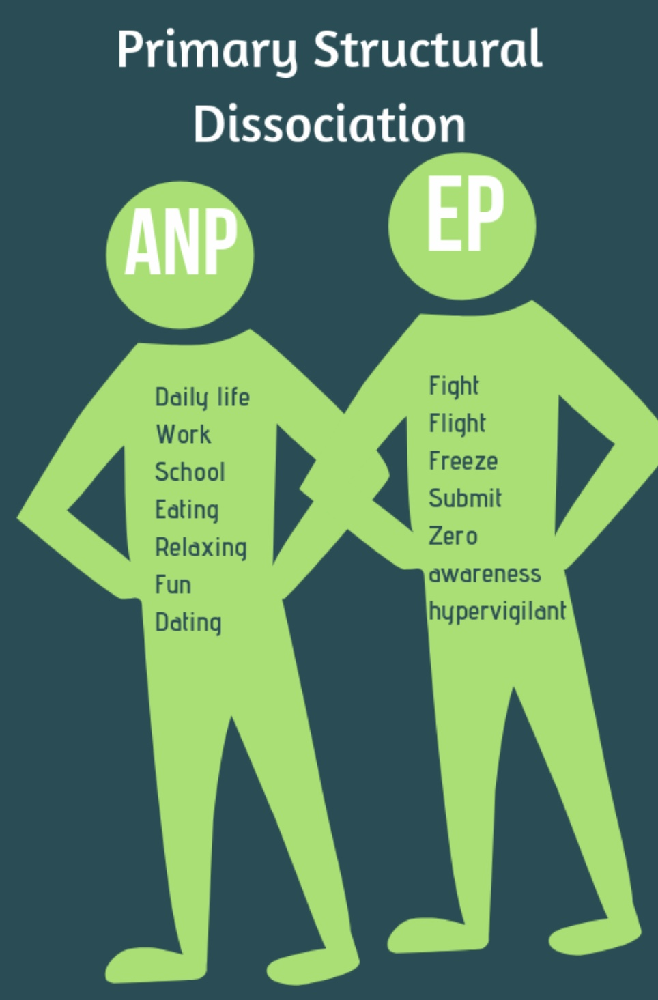 Primary Structural
Dissociation
ANP
Daily life
Work
School
Eating
Relaxing
Fun
Dating
EP
Fight
Flight
Freeze
Submit
Zero
awareness
hypervigilant